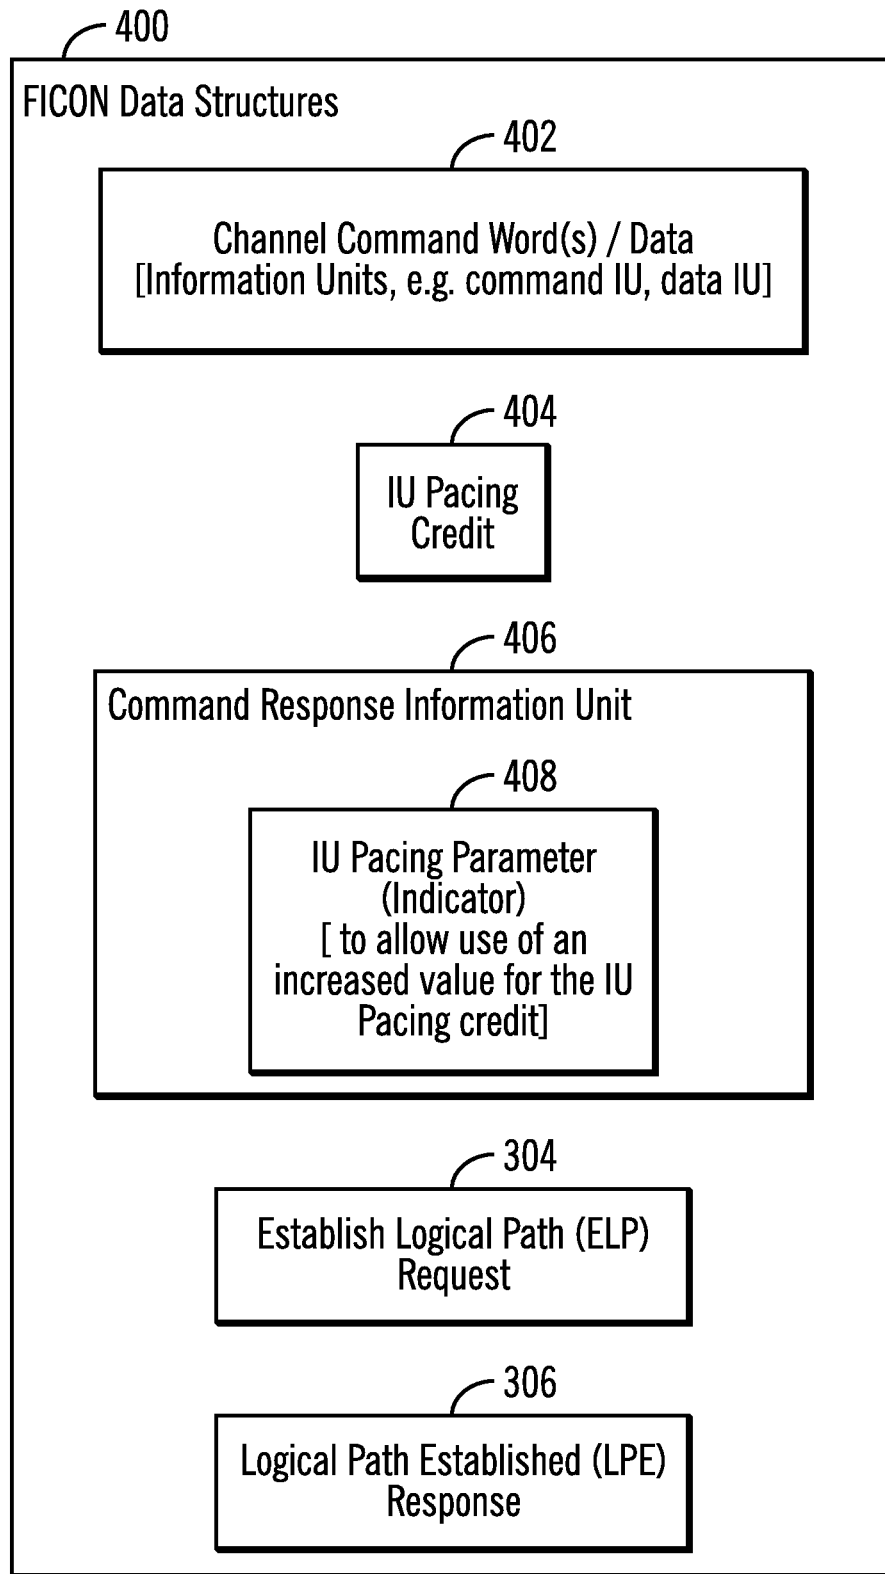 400
FICON Data Structures
402
Channel Command Word(s) / Data
[Information Units, e.g. command IU, data IU]
404
IU Pacing
Credit
406
Command Response Information Unit
408
IU Pacing Parameter
(Indicator)
[ to allow use of an
increased value for the IU
Pacing credit]
304
Establish Logical Path (ELP)
Request
306
Logical Path Established (LPE)
Response